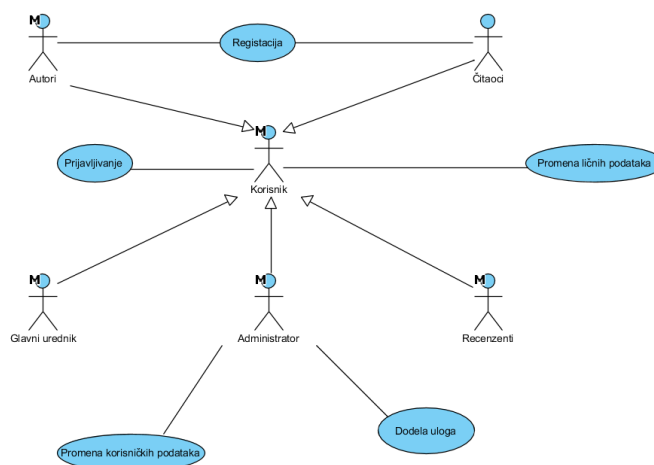 M
Autori
Registacija
Čitaoci
M
Korisnik
Prijavljivanje
Promena ličnih podataka
M
Glavni urednik
M
Administrator
M
Recenzenti
Promena korisničkih podataka
Dodela uloga